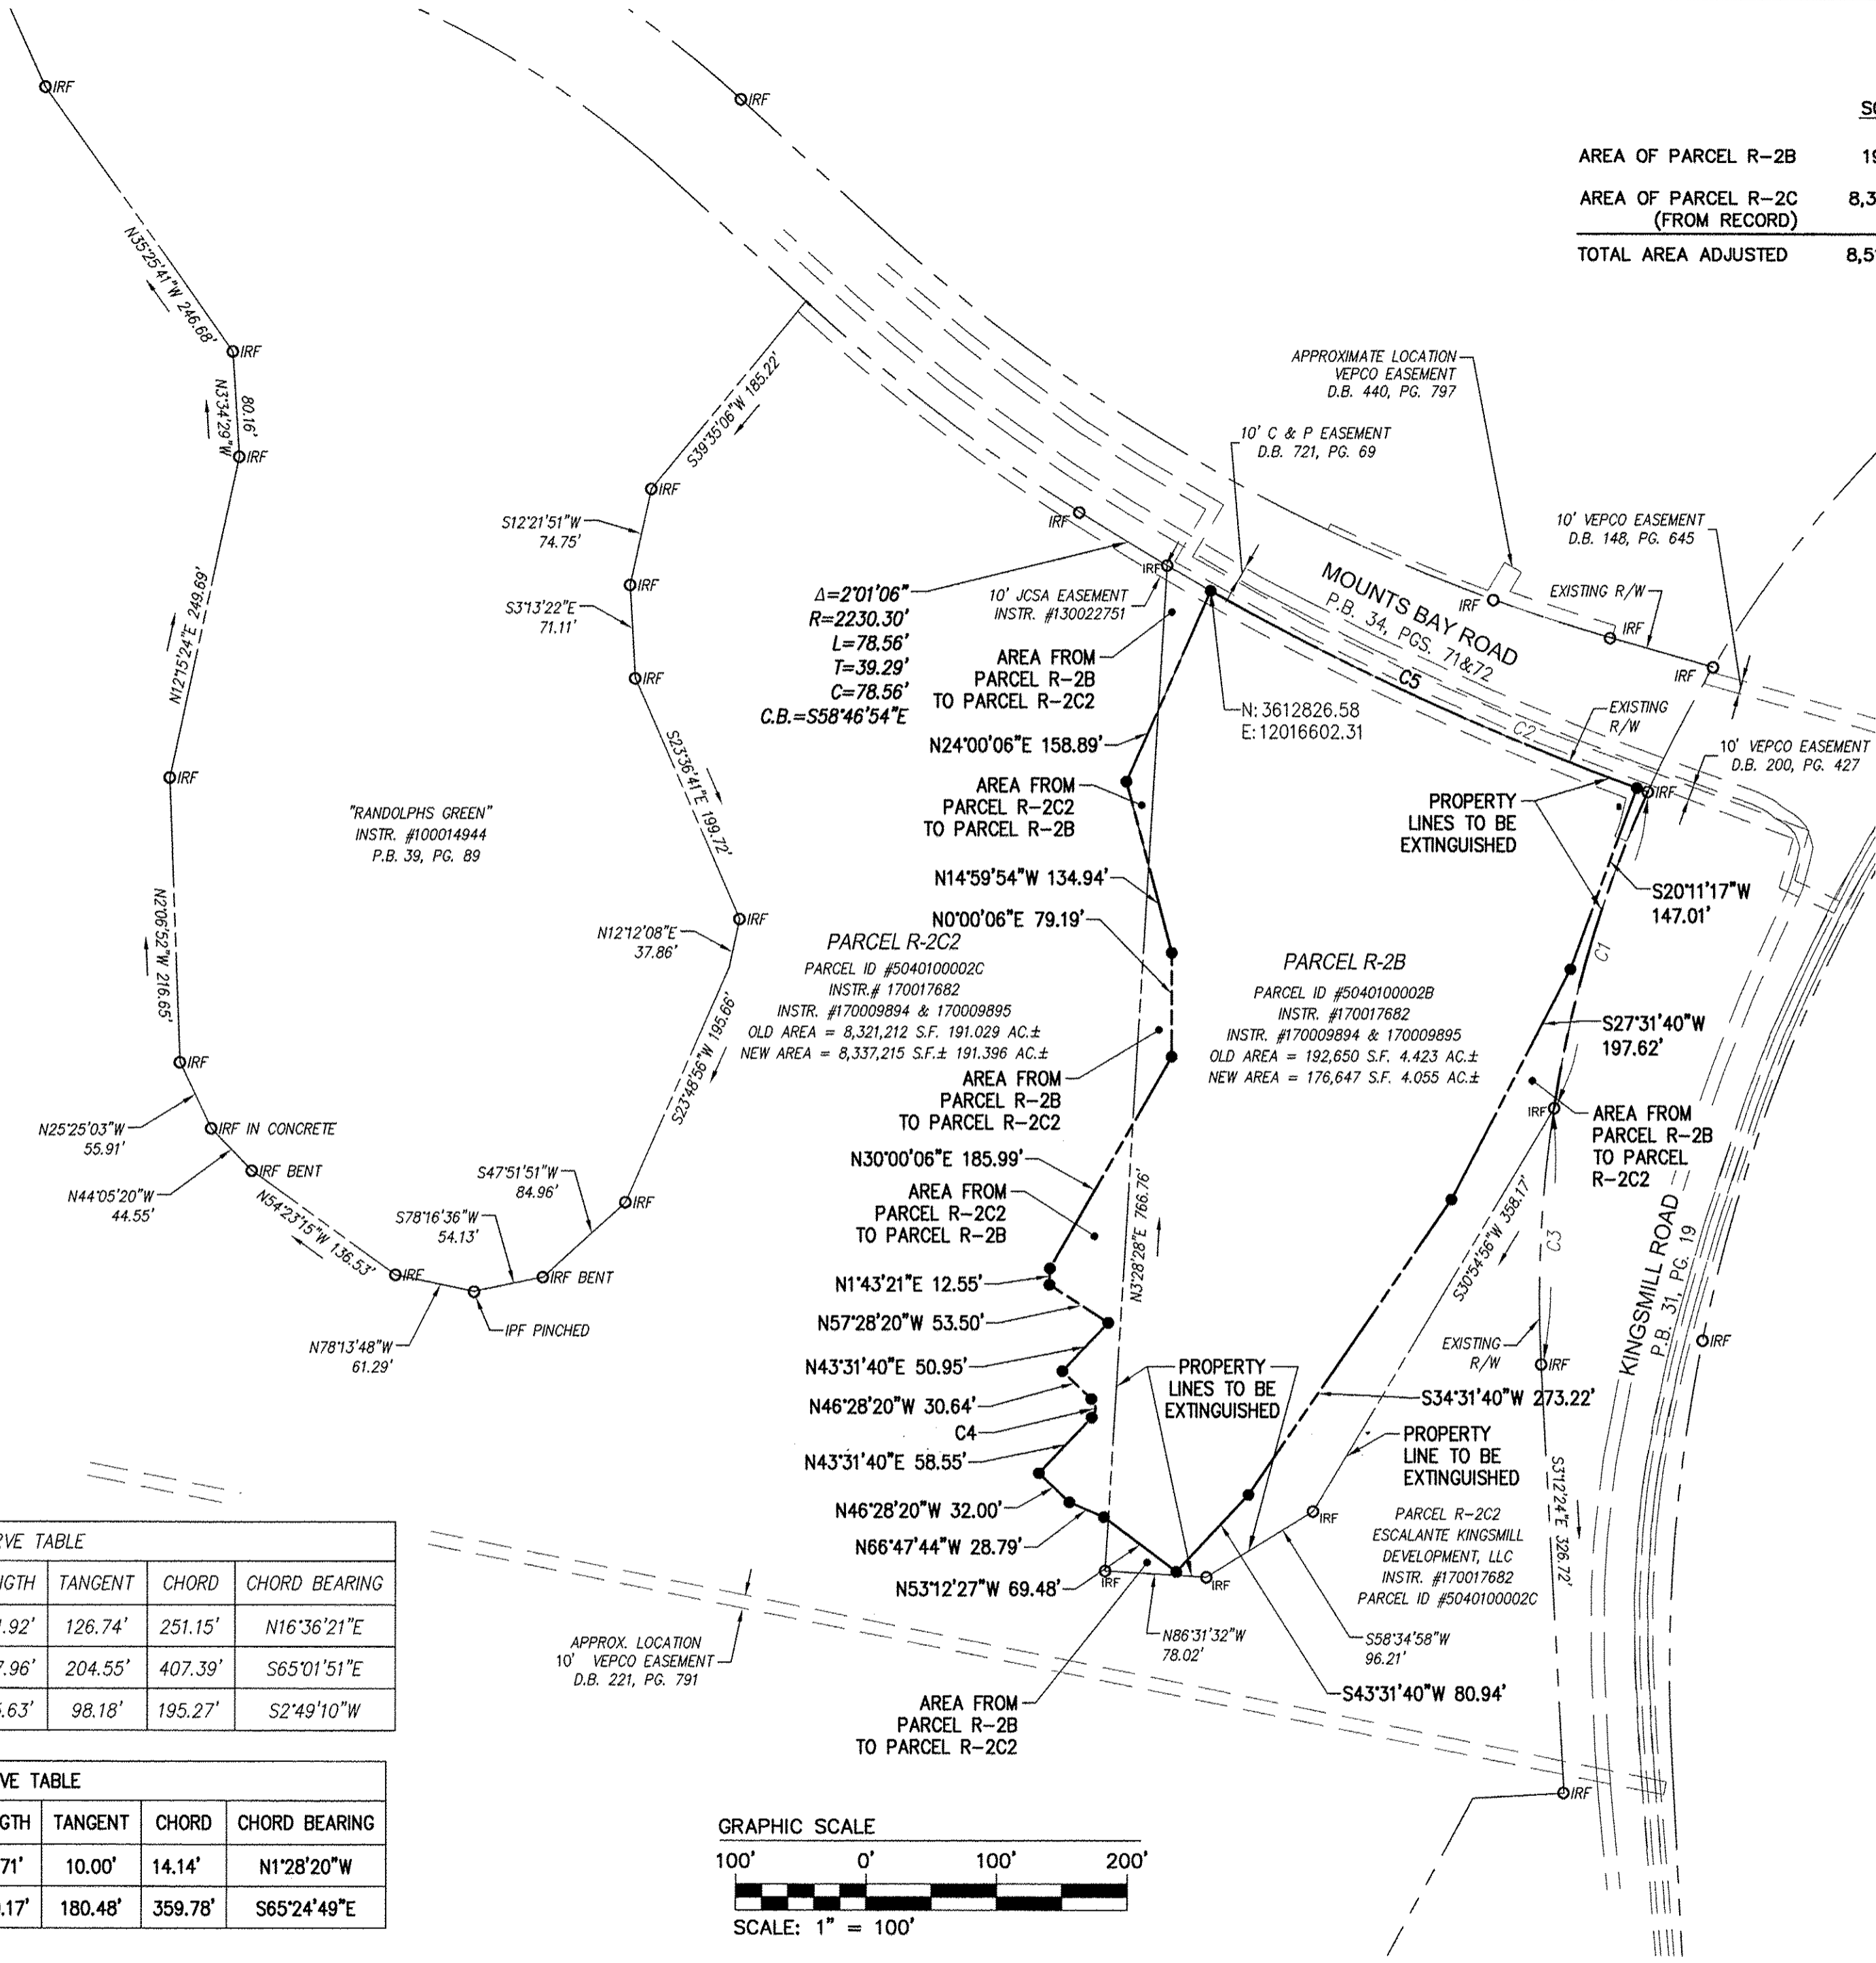 IRF
IRF
N35°25'41"W 246.68'
IRF
80.16'
N3°34'29"W
IRF
N12°15'24"E 249.69'
IRF
N2°06'52"W 216.65'
IRF
N25°25'03"W
55.91'
IRF IN CONCRETE
N44°05'20"W
44.55'
IRF BENT
N54°23'15"W 136.53'
IRF
N78°13'48"W
61.29'
IPF PINCHED
S78°16'36"W
54.13'
IRF BENT
S47°51'51"W
84.96'
IRF
S23°48'56"W 195.66'
N12°12'08"E
37.86'
IRF
S23°36'41"E 199.72'
IRF
S3°13'22"E
71.11'
IRF
S12°21'51"W
74.75'
IRF
S39°35'06"W 185.22'
"RANDOLPHS GREEN"
INSTR. #100014944
P.B. 39, PG. 89
AREA OF PARCEL R-2B
AREA OF PARCEL R-2C
(FROM RECORD)
TOTAL AREA ADJUSTED
APPROXIMATE LOCATION
VEPCO EASEMENT
D.B. 440, PG. 797
10' C & P EASEMENT
D.B. 721, PG. 69
10' VEPCO EASEMENT
D.B. 148, PG. 645
EXISTING R/W
IRF
IRF
IRF
IRF
IRF
MOUNTS BAY ROAD
P.B. 34, PGS. 71&72
C5
C2
EXISTING
R/W
10' VEPCO EASEMENT
D.B. 200, PG. 427
IRF
Δ=2°01'06"
R=2230.30'
L=78.56'
T=39.29'
C=78.56'
C.B.=S58°46'54"E
10' JCSA EASEMENT
INSTR. #130022751
AREA FROM
PARCEL R-2B
TO PARCEL R-2C2
N: 3612826.58
E: 12016602.31
N24°00'06"E 158.89'
AREA FROM
PARCEL R-2C2
TO PARCEL R-2B
PROPERTY
LINES TO BE
EXTINGUISHED
N14°59'54"W 134.94'
N0°00'06"E 79.19'
S20°11'17"W
147.01'
C1
PARCEL R-2C2
PARCEL ID #5040100002C
INSTR.# 170017682
INSTR. #170009894 & 170009895
OLD AREA = 8,321,212 S.F. 191.029 AC.±
NEW AREA = 8,337,215 S.F.± 191.396 AC.±
PARCEL R-2B
PARCEL ID #5040100002B
INSTR. #170017682
INSTR. #170009894 & 170009895
OLD AREA = 192,650 S.F. 4.423 AC.±
NEW AREA = 176,647 S.F. 4.055 AC.±
S27°31'40"W
197.62'
AREA FROM
PARCEL R-2B
TO PARCEL R-2C2
IRF
AREA FROM
PARCEL R-2B
TO PARCEL
R-2C2
N30°00'06"E 185.99'
AREA FROM
PARCEL R-2C2
TO PARCEL R-2B
N3°28'28"E 766.76'
S30°54'56"W 358.17'
C3
KINGSMILL ROAD
P.B. 31, PG. 19
IRF
N1°43'21"E 12.55'
N57°28'20"W 53.50'
N43°31'40"E 50.95'
N46°28'20"W 30.64'
C4
N43°31'40"E 58.55'
N46°28'20"W 32.00'
N66°47'44"W 28.79'
N53°12'27"W 69.48'
PROPERTY
LINES TO BE
EXTINGUISHED
EXISTING
R/W
IRF
S34°31'40"W 273.22'
PROPERTY
LINE TO BE
EXTINGUISHED
S3°12'24"E 326.72'
IRF
PARCEL R-2C2
ESCALANTE KINGSMILL
DEVELOPMENT, LLC
INSTR. #170017682
PARCEL ID #5040100002C
IRF
IRF
N86°31'32"W
78.02'
S58°34'58"W
96.21'
S43°31'40"W 80.94'
AREA FROM
PARCEL R-2B
TO PARCEL R-2C2
APPROX. LOCATION
10' VEPCO EASEMENT
D.B. 221, PG. 791
IRF
TABLE
TANGENT CHORD CHORD BEARING
.92' 126.74' 251.15' N16°36'21"E
.96' 204.55' 407.39' S65°01'51"E
.63' 98.18' 195.27' S2°49'10"W
TABLE
TANGENT CHORD CHORD BEARING
71' 10.00' 14.14' N1°28'20"W
.17' 180.48' 359.78' S65°24'49"E
GRAPHIC SCALE
100' 0' 100' 200'
SCALE: 1" = 100'